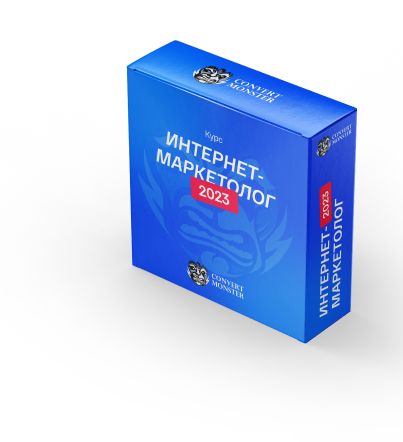 CONVERT
MONSTER
Курс
ИНТЕРНЕТ-
МАРКЕТОЛОГ
2023
CONVERT
MONSTER
CONVERT
MONSTER
2023
ИНТЕРНЕТ-
МАРКЕТОЛОГ